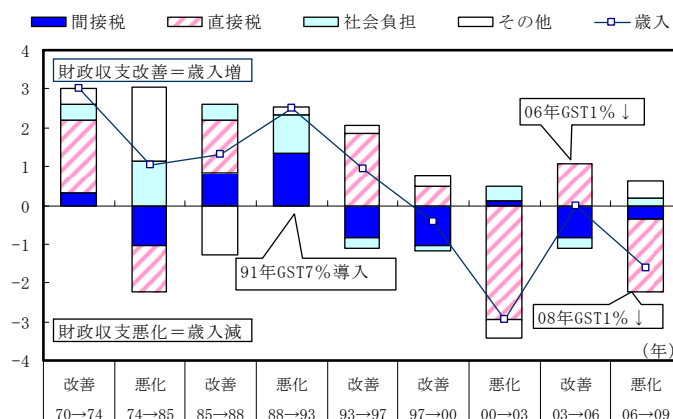 間接税 直接税 社会負担 その他 歳入
4
財政収支改善＝歳入増
3
06年GST1%↓
2
1
0
-1
91年GST7%導入
-2
08年GST1%↓
-3
財政収支悪化＝歳入減
-4
(年)
改善 悪化 改善 悪化 改善 改善 悪化 改善 悪化
70→74 74→85 85→88 88→93 93→97 97→00 00→03 03→06 06→09